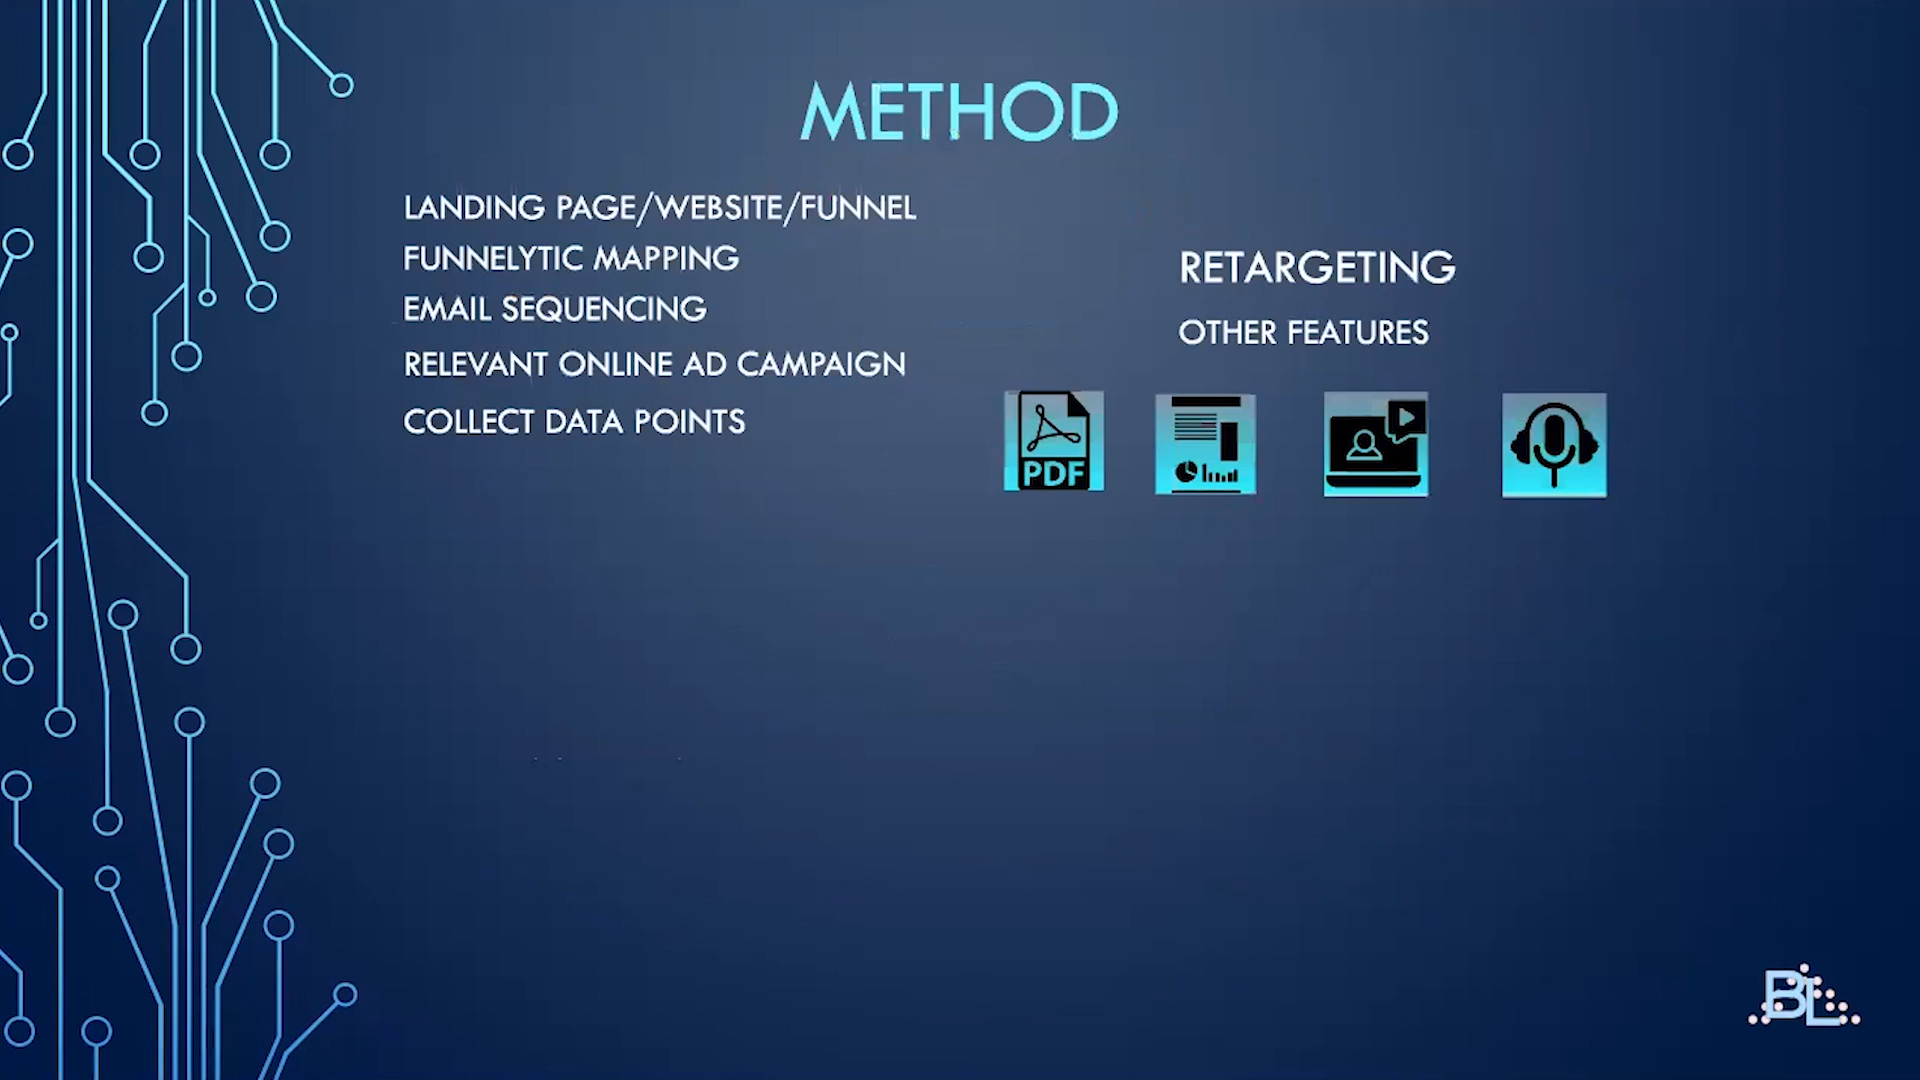 METHOD
LANDING PAGE/WEBSITE/FUNNEL
FUNNELYTIC MAPPING
EMAIL SEQUENCING
RELEVANT ONLINE AD CAMPAIGN
COLLECT DATA POINTS
RETARGETING
OTHER FEATURES
PDF
BL